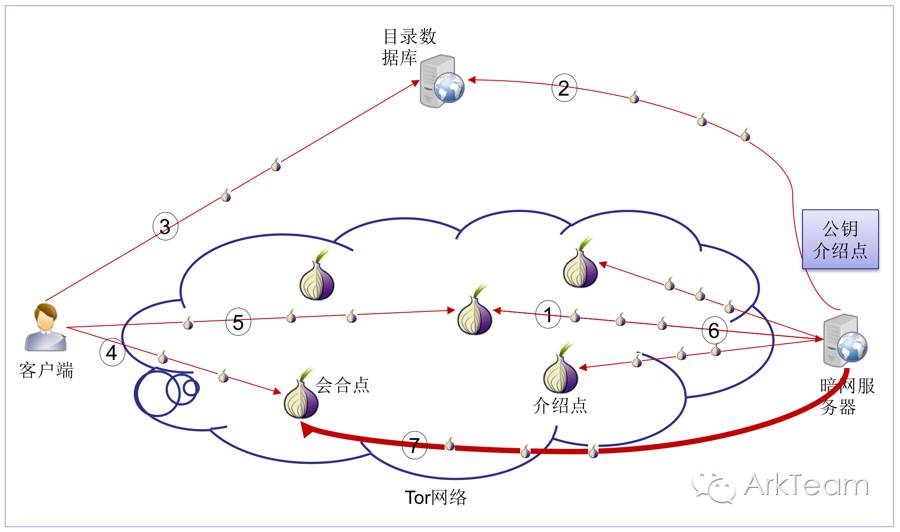 目录数
据库
②
③
公钥
介绍点
①
⑤
⑥
④
客户端
会合点
介绍点
暗网服
务器
⑦
Tor网络
ArkTeam